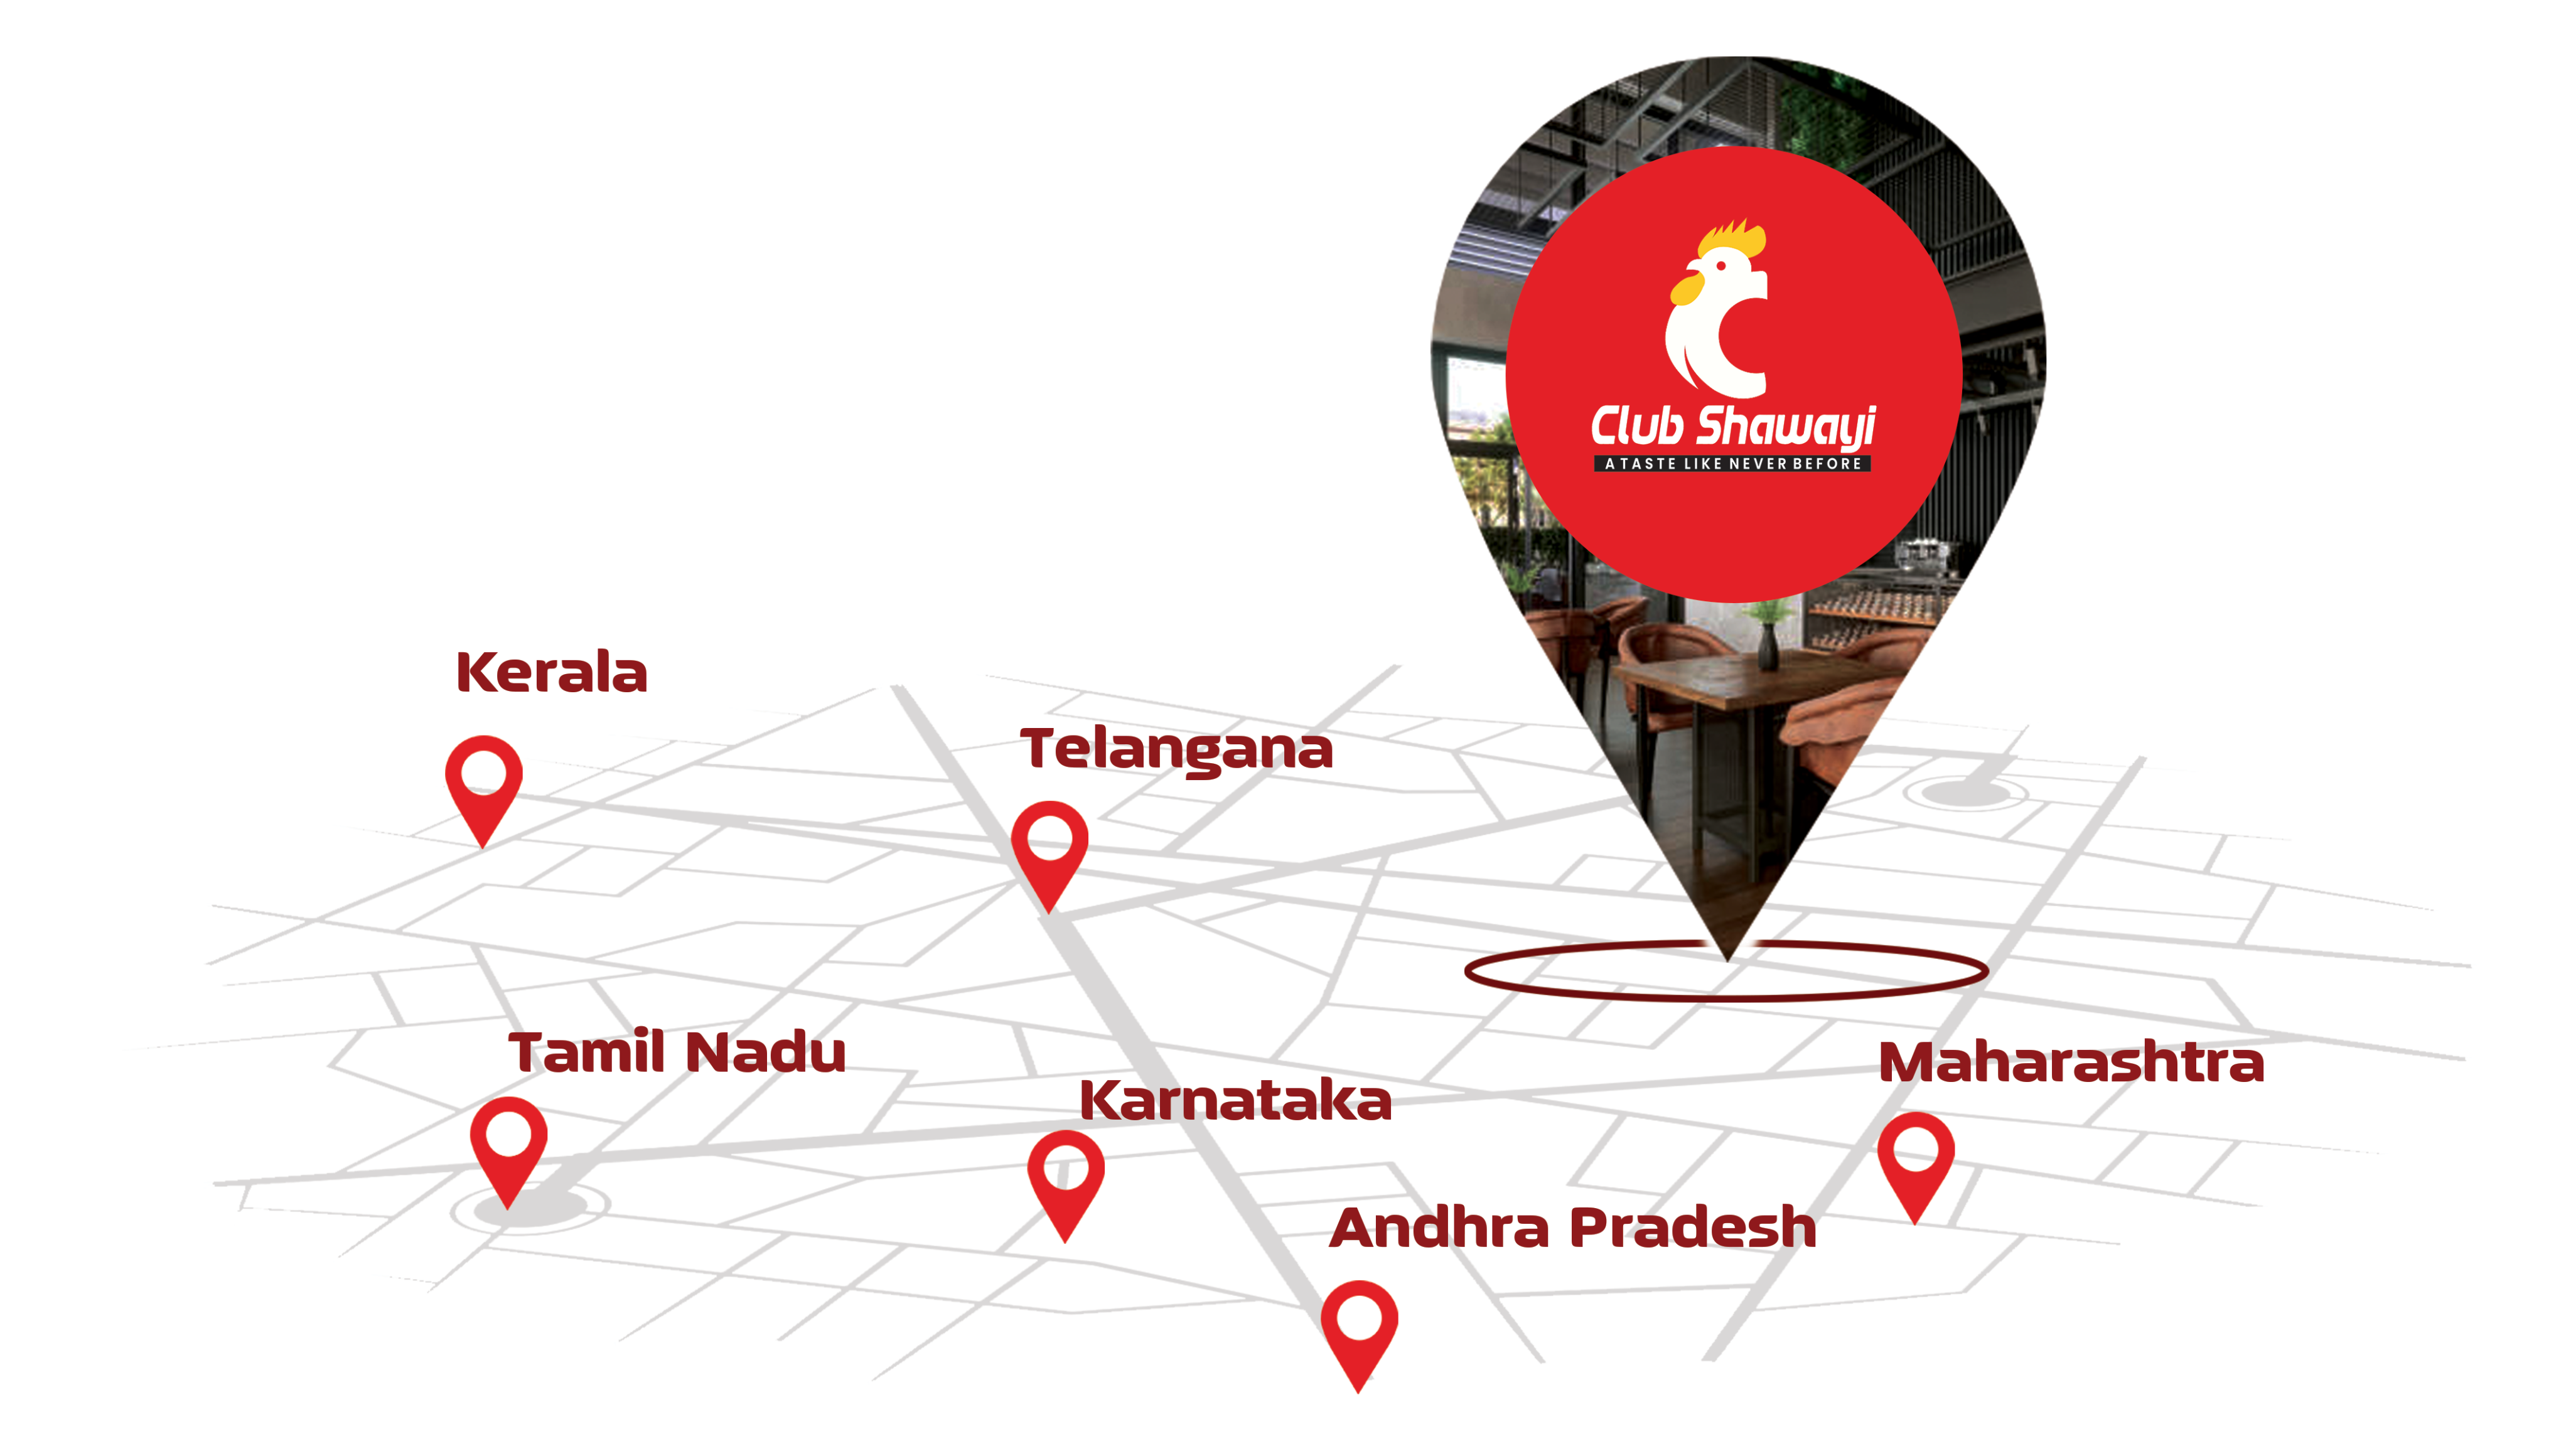 Club Shawayi
A TASTE LIKE NEVER BEFORE
Kerala
Telangana
Tamil Nadu
Karnataka
Maharashtra
Andhra Pradesh